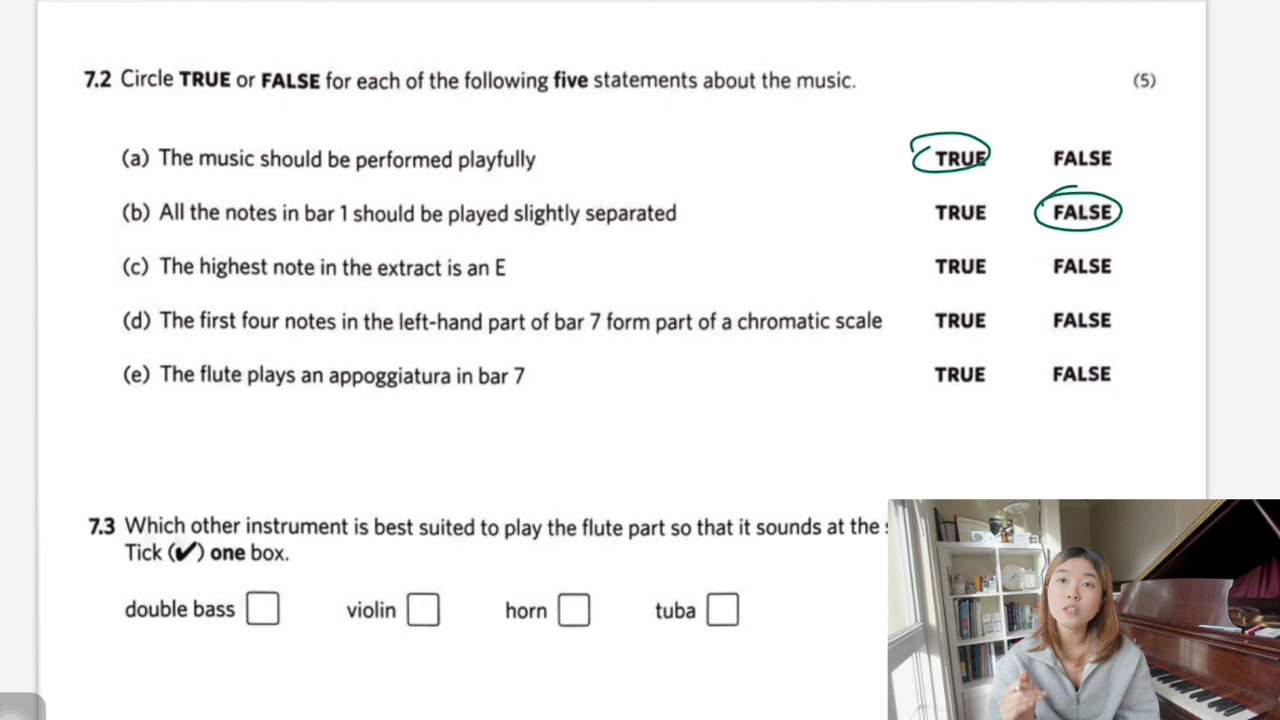 7.2 Circle TRUE or FALSE for each of the following five statements about the music. (5)
(a) The music should be performed playfully TRUE FALSE
(b) All the notes in bar 1 should be played slightly separated TRUE FALSE
(c) The highest note in the extract is an E TRUE FALSE
(d) The first four notes in the left-hand part of bar 7 form part of a chromatic scale TRUE FALSE
(e) The flute plays an appoggiatura in bar 7 TRUE FALSE
7.3 Which other instrument is best suited to play the flute part so that it sounds at the
Tick (✔) one box.
double bass violin horn tuba